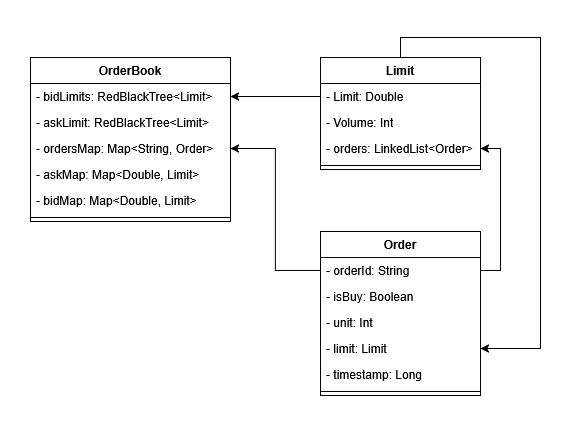 OrderBook
- bidLimits: RedBlackTree<Limit>
- askLimit: RedBlackTree<Limit>
- ordersMap: Map<String, Order>
- askMap: Map<Double, Limit>
- bidMap: Map<Double, Limit>
Limit
- Limit: Double
- Volume: Int
- orders: LinkedList<Order>
Order
- orderId: String
- isBuy: Boolean
- unit: Int
- limit: Limit
- timestamp: Long